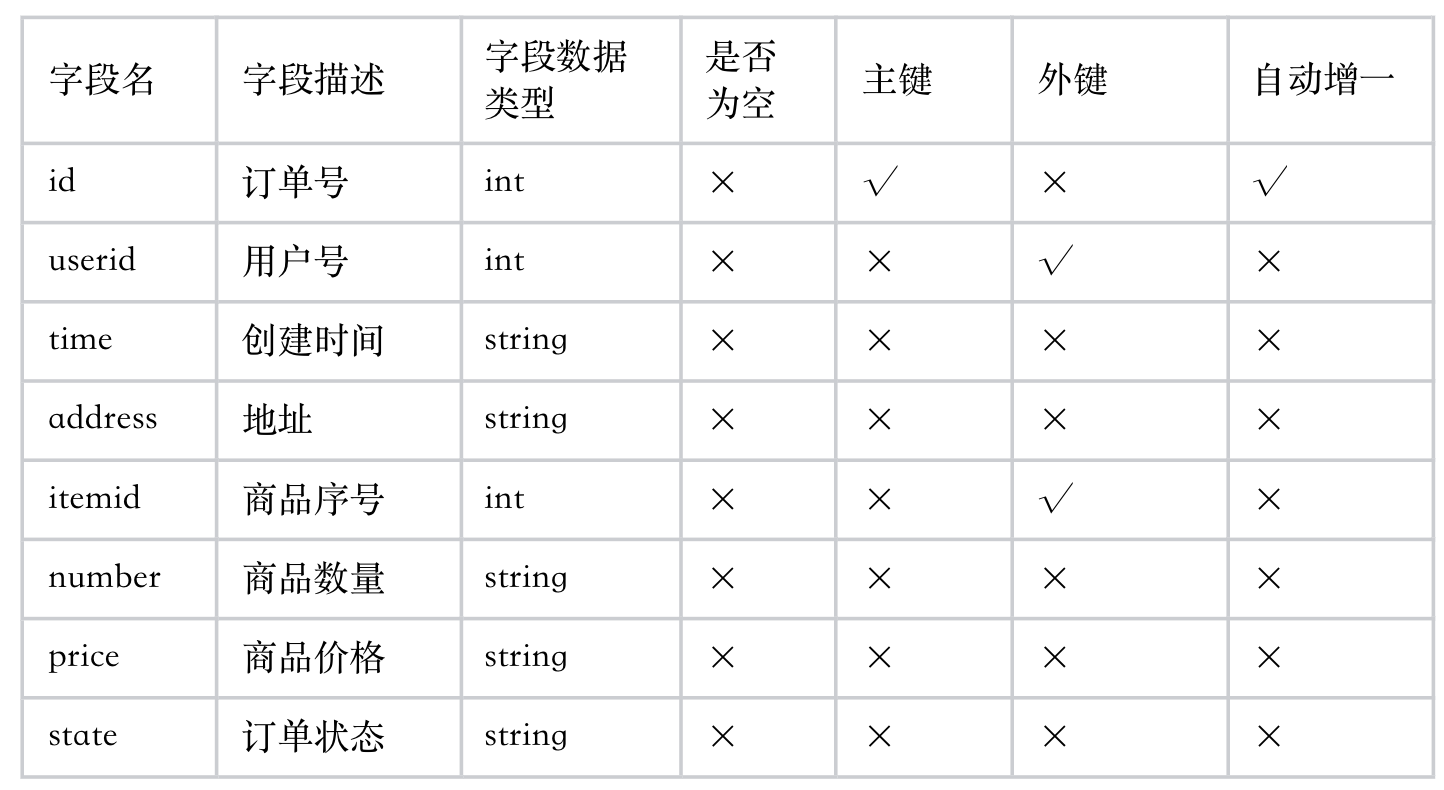 字段名 字段描述 字段数据类型 是否为空 主键 外键 自动增一
id 订单号 int × √ × √
userid 用户号 int × × √ ×
time 创建时间 string × × × ×
address 地址 string × × × ×
itemid 商品序号 int × × √ ×
number 商品数量 string × × × ×
price 商品价格 string × × × ×
state 订单状态 string × × × ×